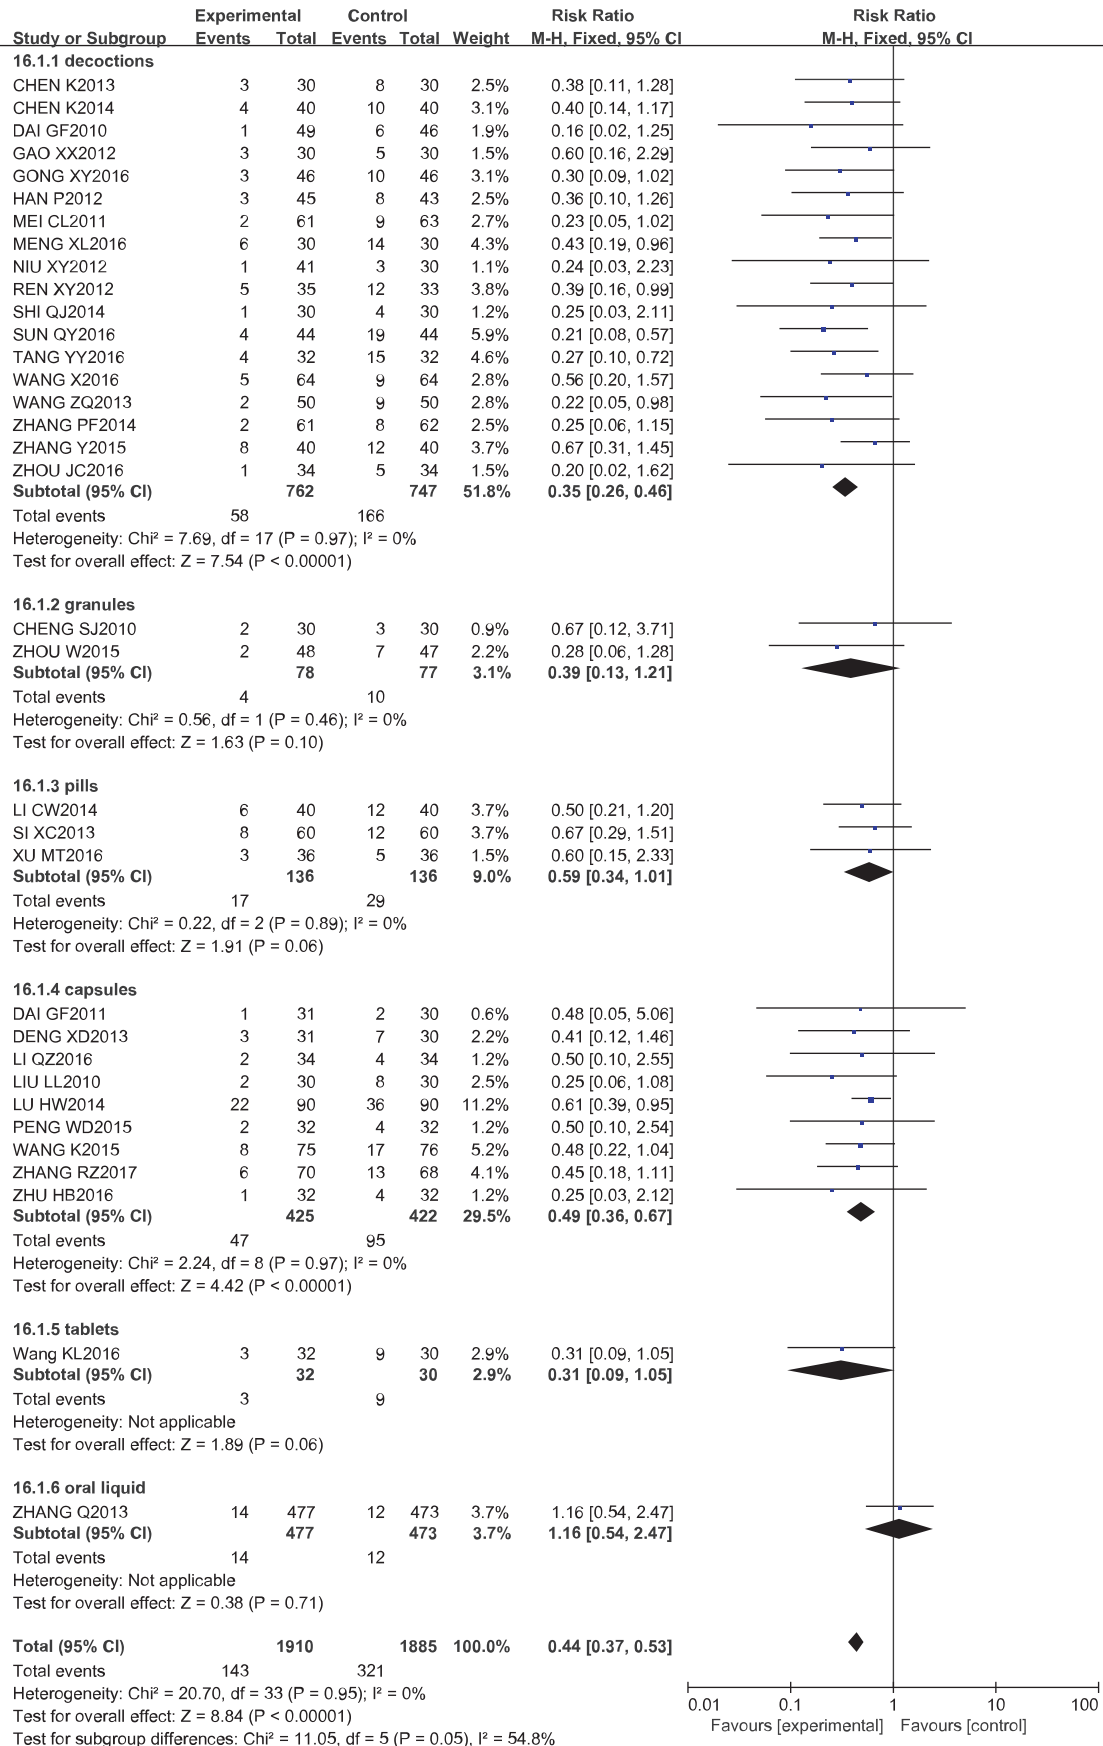 Experimental Control Risk Ratio Risk Ratio
Study or Subgroup Events Total Events Total Weight M-H, Fixed, 95% CI M-H, Fixed, 95% CI
16.1.1 decoctions
CHEN K2013 3 30 8 30 2.5% 0.38 [0.11, 1.28]
CHEN K2014 4 40 10 40 3.1% 0.40 [0.14, 1.17]
DAI GF2010 1 49 6 46 1.9% 0.16 [0.02, 1.25]
GAO XX2012 3 30 5 30 1.5% 0.60 [0.16, 2.29]
GONG XY2016 3 46 10 46 3.1% 0.30 [0.09, 1.02]
HAN P2012 3 45 8 43 2.5% 0.36 [0.10, 1.26]
MEI CL2011 2 61 9 63 2.7% 0.23 [0.05, 1.02]
MENG XL2016 6 30 14 30 4.3% 0.43 [0.19, 0.96]
NIU XY2012 1 41 3 30 1.1% 0.24 [0.03, 2.23]
REN XY2012 5 35 12 33 3.8% 0.39 [0.16, 0.99]
SHI QJ2014 1 30 4 30 1.2% 0.25 [0.03, 2.11]
SUN QY2016 4 44 19 44 5.9% 0.21 [0.08, 0.57]
TANG YY2016 4 32 15 32 4.6% 0.27 [0.10, 0.72]
WANG X2016 5 64 9 64 2.8% 0.56 [0.20, 1.57]
WANG ZQ2013 2 50 9 50 2.8% 0.22 [0.05, 0.98]
ZHANG PF2014 2 61 8 62 2.5% 0.25 [0.06, 1.15]
ZHANG Y2015 8 40 12 40 3.7% 0.67 [0.31, 1.45]
ZHOU JC2016 1 34 5 34 1.5% 0.20 [0.02, 1.62]
Subtotal (95% CI) 762 747 51.8% 0.35 [0.26, 0.46]
Total events 58 166
Heterogeneity: Chi² = 7.69, df = 17 (P = 0.97); I² = 0%
Test for overall effect: Z = 7.54 (P < 0.00001)
16.1.2 granules
CHENG SJ2010 2 30 3 30 0.9% 0.67 [0.12, 3.71]
ZHOU W2015 2 48 7 47 2.2% 0.28 [0.06, 1.28]
Subtotal (95% CI) 78 77 3.1% 0.39 [0.13, 1.21]
Total events 4 10
Heterogeneity: Chi² = 0.56, df = 1 (P = 0.46); I² = 0%
Test for overall effect: Z = 1.63 (P = 0.10)
16.1.3 pills
LI CW2014 6 40 12 40 3.7% 0.50 [0.21, 1.20]
SI XC2013 8 60 12 60 3.7% 0.67 [0.29, 1.51]
XU MT2016 3 36 5 36 1.5% 0.60 [0.15, 2.33]
Subtotal (95% CI) 136 136 9.0% 0.59 [0.34, 1.01]
Total events 17 29
Heterogeneity: Chi² = 0.22, df = 2 (P = 0.89); I² = 0%
Test for overall effect: Z = 1.91 (P = 0.06)
16.1.4 capsules
DAI GF2011 1 31 2 30 0.6% 0.48 [0.05, 5.06]
DENG XD2013 3 31 7 30 2.2% 0.41 [0.12, 1.46]
LI QZ2016 2 34 4 34 1.2% 0.50 [0.10, 2.55]
LIU LL2010 2 30 8 30 2.5% 0.25 [0.06, 1.08]
LU HW2014 22 90 36 90 11.2% 0.61 [0.39, 0.95]
PENG WD2015 2 32 4 32 1.2% 0.50 [0.10, 2.54]
WANG K2015 8 75 17 76 5.2% 0.48 [0.22, 1.04]
ZHANG RZ2017 6 70 13 68 4.1% 0.45 [0.18, 1.11]
ZHU HB2016 1 32 4 32 1.2% 0.25 [0.03, 2.12]
Subtotal (95% CI) 425 422 29.5% 0.49 [0.36, 0.67]
Total events 47 95
Heterogeneity: Chi² = 2.24, df = 8 (P = 0.97); I² = 0%
Test for overall effect: Z = 4.42 (P < 0.00001)
16.1.5 tablets
Wang KL2016 3 32 9 30 2.9% 0.31 [0.09, 1.05]
Subtotal (95% CI) 32 30 2.9% 0.31 [0.09, 1.05]
Total events 3 9
Heterogeneity: Not applicable
Test for overall effect: Z = 1.89 (P = 0.06)
16.1.6 oral liquid
ZHANG Q2013 14 477 12 473 3.7% 1.16 [0.54, 2.47]
Subtotal (95% CI) 477 473 3.7% 1.16 [0.54, 2.47]
Total events 14 12
Heterogeneity: Not applicable
Test for overall effect: Z = 0.38 (P = 0.71)
Total (95% CI) 1910 1885 100.0% 0.44 [0.37, 0.53]
Total events 143 321
Heterogeneity: Chi² = 20.70, df = 33 (P = 0.95); I² = 0%
Test for overall effect: Z = 8.84 (P < 0.00001)
Test for subgroup differences: Chi² = 11.05, df = 5 (P = 0.05), I² = 54.8%
0.01 0.1 1 10 100
Favours [experimental] Favours [control]